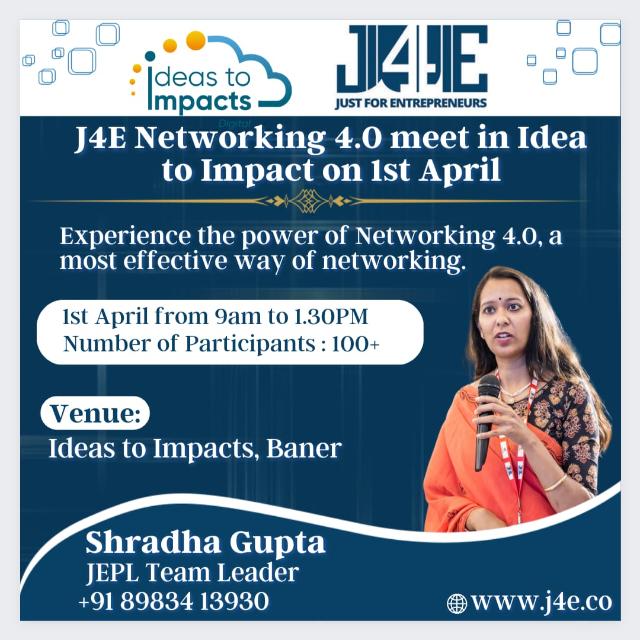 ideas to
impacts
Digital
J4E
JUST FOR ENTREPRENEURS
J4E Networking 4.0 meet in Idea
to Impact on 1st April
Experience the power of Networking 4.0, a
most effective way of networking.
1st April from 9am to 1.30PM
Number of Participants : 100+
Venue:
Ideas to Impacts, Baner
Shradha Gupta
JEPL Team Leader
+91 89834 13930
www.j4e.co